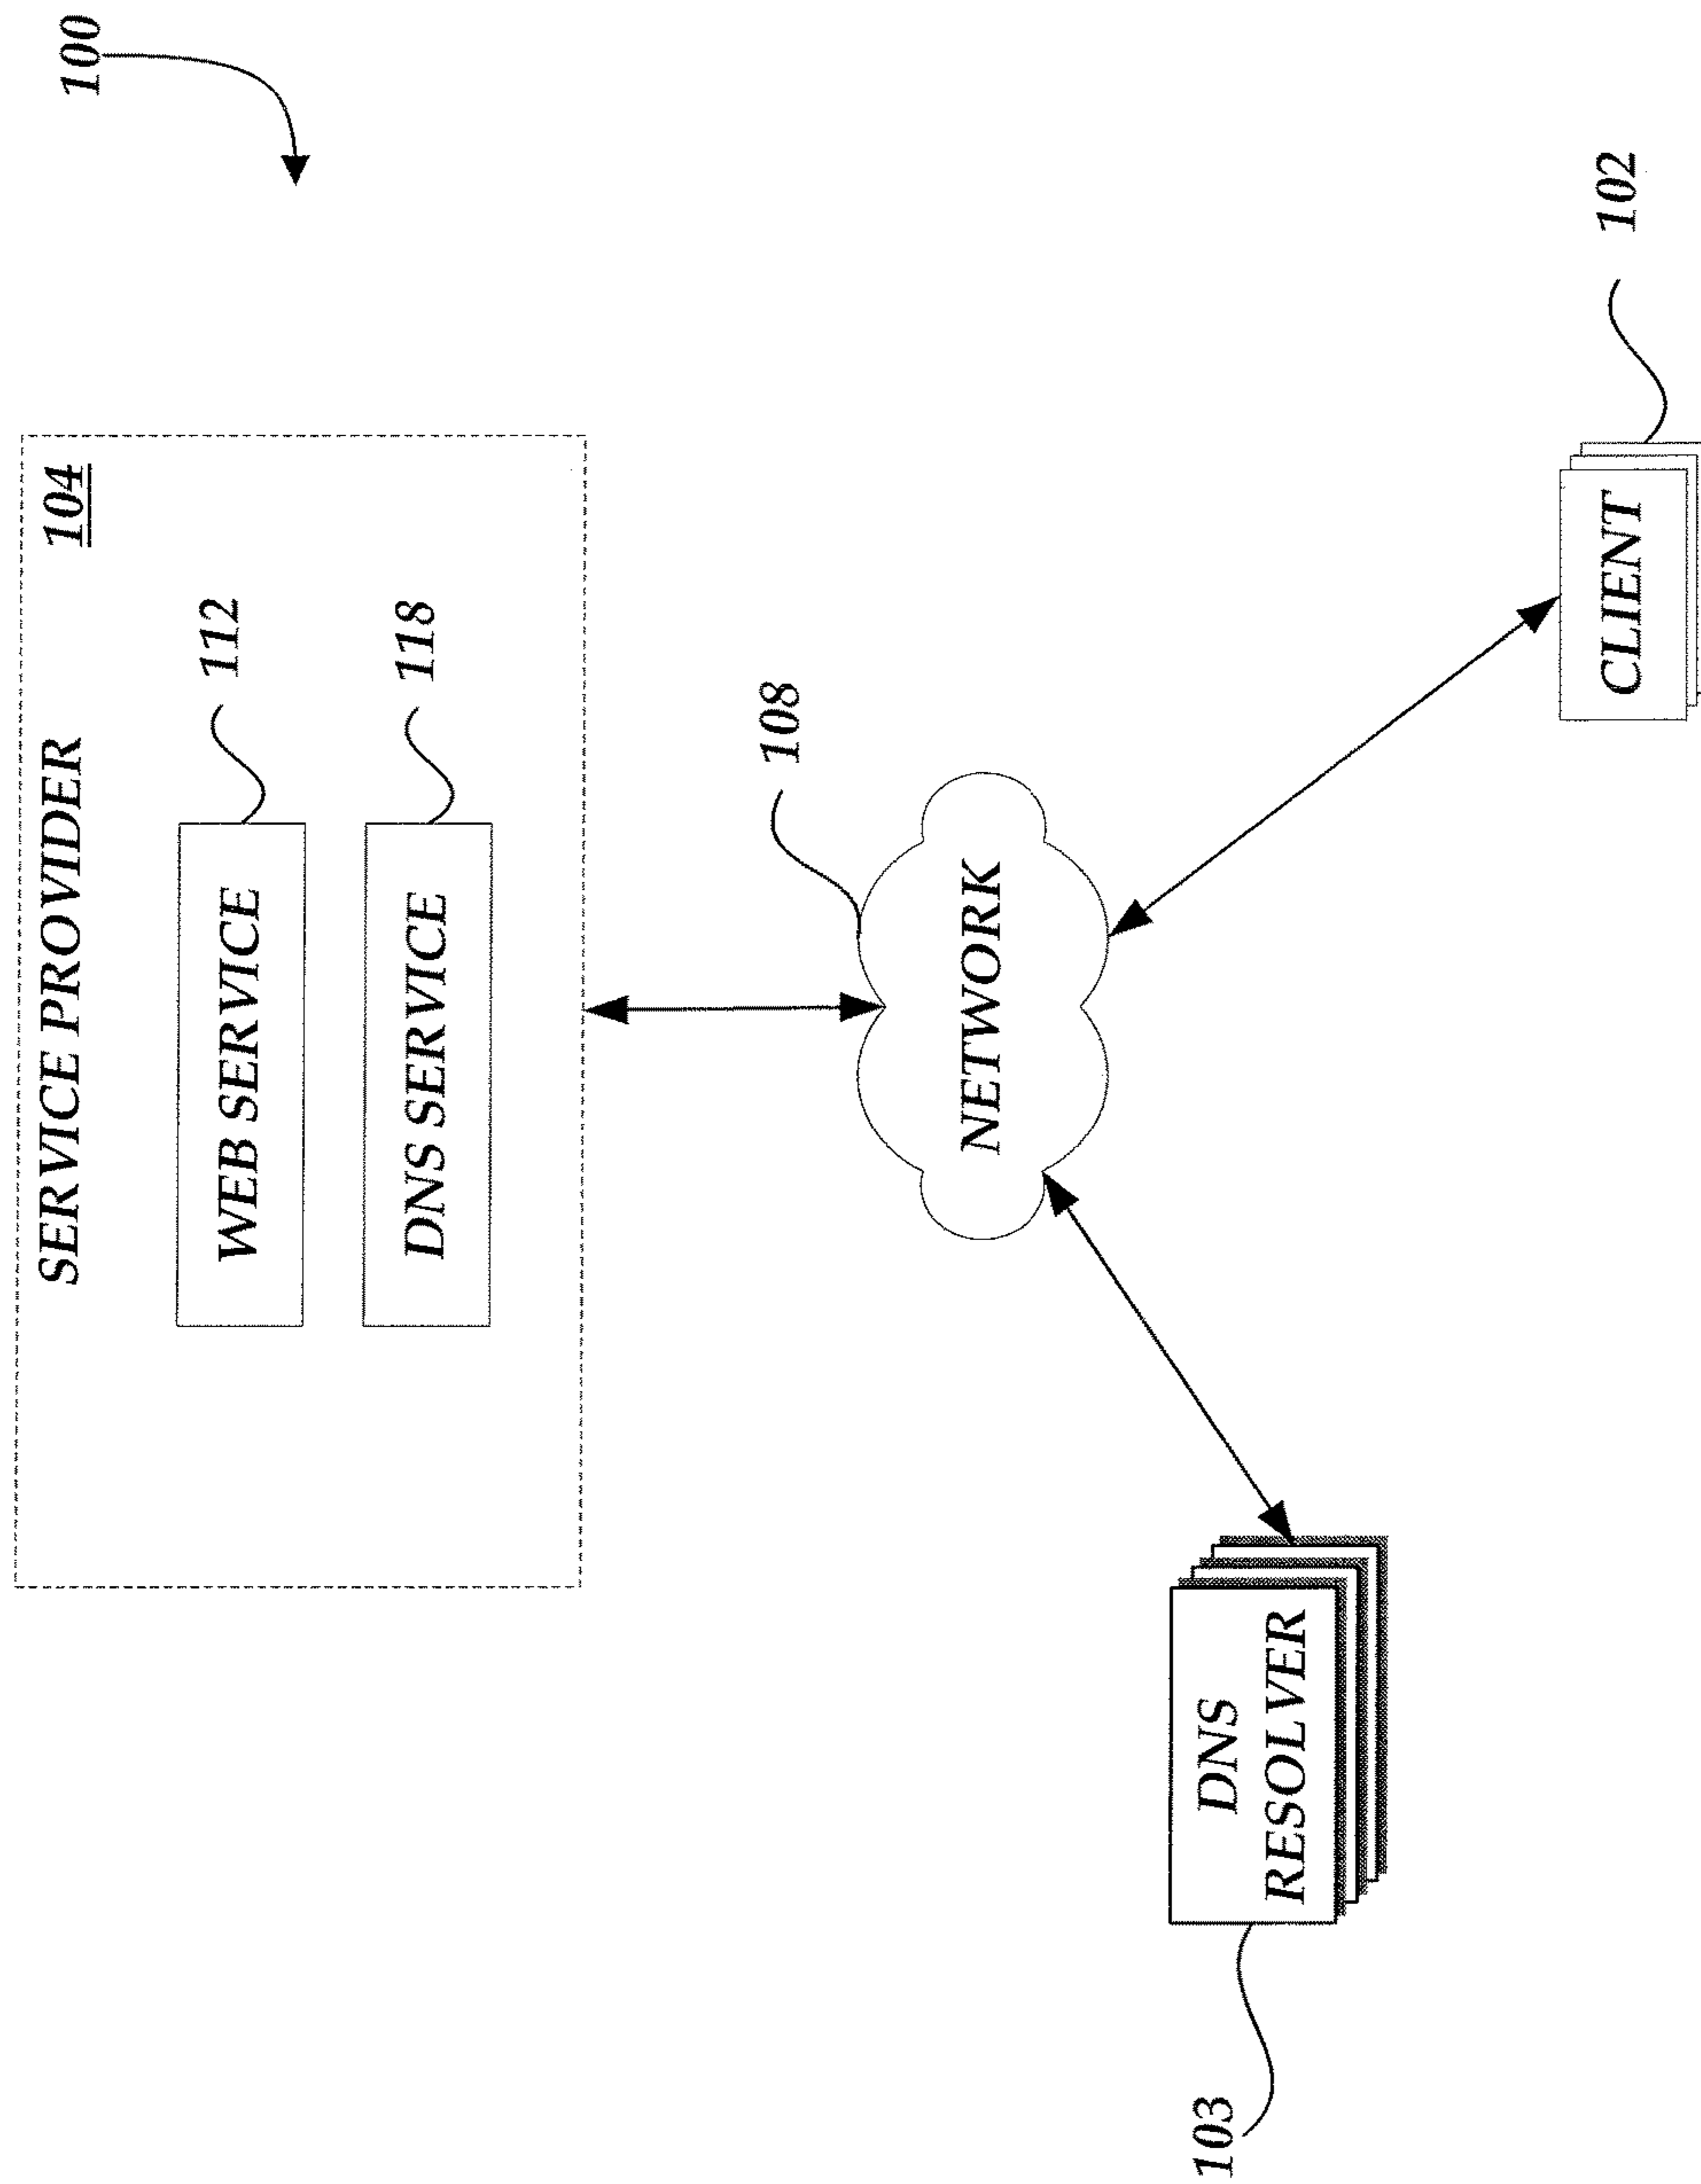 100
SERVICE PROVIDER
104
WEB SERVICE
112
DNS SERVICE
118
108
NETWORK
DNS
RESOLVER
103
CLIENT
102